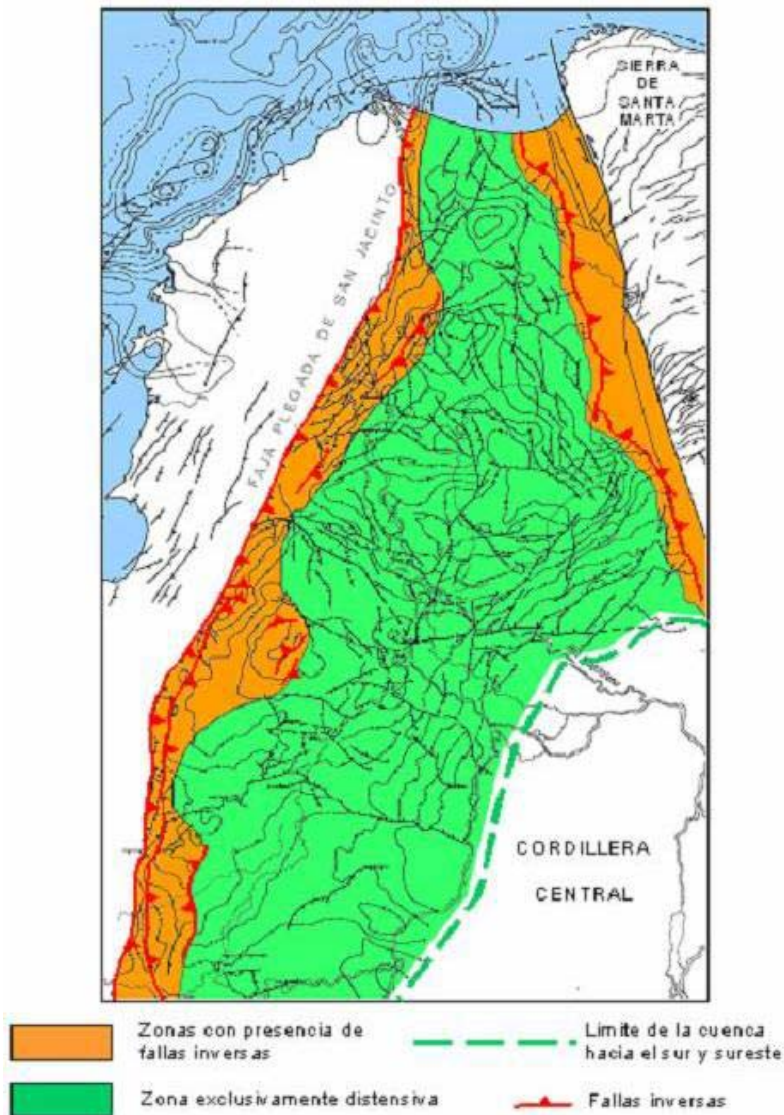 SIERRA
DE
SANTA
MARTA
FAJA PLEGADA DE SAN JACINTO
CORDILLERA
CENTRAL
Zonas con presencia de
fallas inversas
Limite de la cuenca
hacia el sur y sureste
Zona exclusivamente distensiva
Fallas inversas